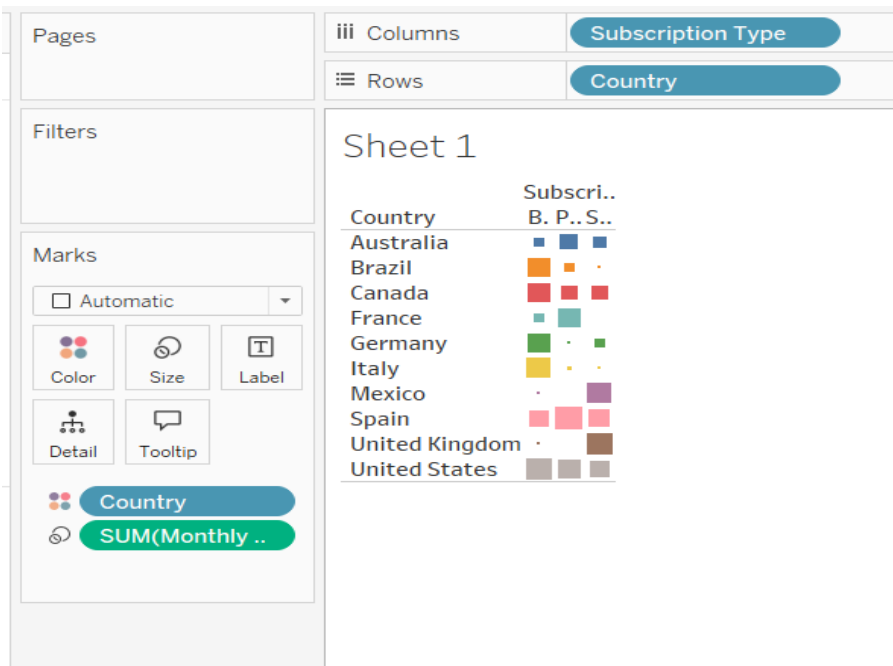 Pages
iii Columns
Subscription Type
Rows
Country
Filters
Sheet 1
Subscri..
Country B. P.. S..
Australia
Brazil
Canada
France
Germany
Italy
Mexico
Spain
United Kingdom
United States
Marks
Automatic
Color Size Label
Detail Tooltip
Country
SUM(Monthly ..